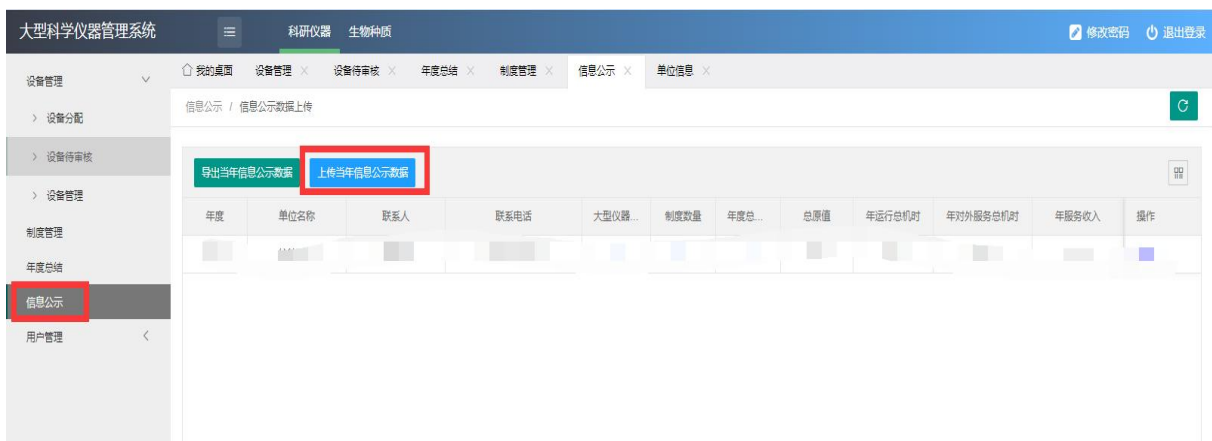 大型科学仪器管理系统 科研仪器 生物种质 修改密码 退出登录
设备管理 我的桌面 设备管理 设备待审核 年度总结 制度管理 信息公示 单位信息
设备分配 信息公示 / 信息公示数据上传
设备待审核
导出当年信息公示数据 上传当年信息公示数据
设备管理
年度 单位名称 联系人 联系电话 大型仪器... 制度数量 年度总... 总原值 年运行总机时 年对外服务总机时 年服务收入 操作
制度管理
年度总结
信息公示
用户管理